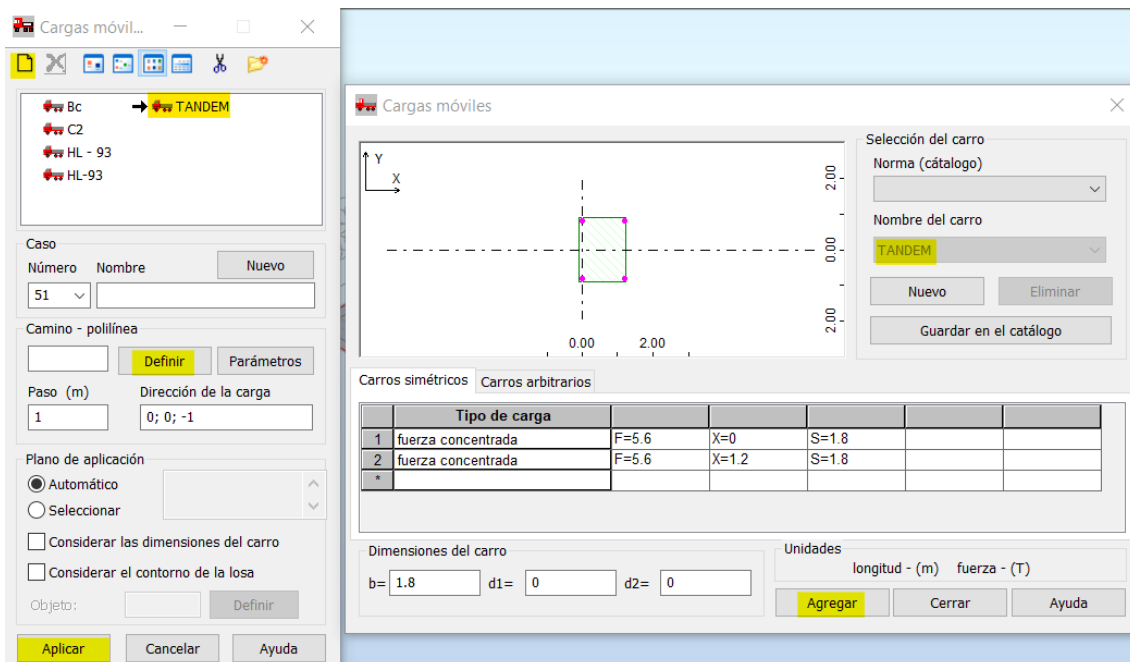 Cargas móvil...
Bc
TANDEM
C2
HL - 93
HL-93
Caso
Número Nombre Nuevo
51
Camino - polilínea
Definir Parámetros
Paso (m) Dirección de la carga
1 0; 0; -1
Plano de aplicación
Automático
Seleccionar
Considerar las dimensiones del carro
Considerar el contorno de la losa
Objeto: Definir
Aplicar Cancelar Ayuda
Cargas móviles
Y
X
2.00
0.00
2.00
0.00 2.00
Selección del carro
Norma (cátalogo)
Nombre del carro
TANDEM
Nuevo Eliminar
Guardar en el catálogo
Carros simétricos Carros arbitrarios
Tipo de carga
1 fuerza concentrada F=5.6 X=0 S=1.8
2 fuerza concentrada F=5.6 X=1.2 S=1.8
*
Dimensiones del carro
b= 1.8 d1= 0 d2= 0
Unidades
longitud - (m) fuerza - (T)
Agregar Cerrar Ayuda